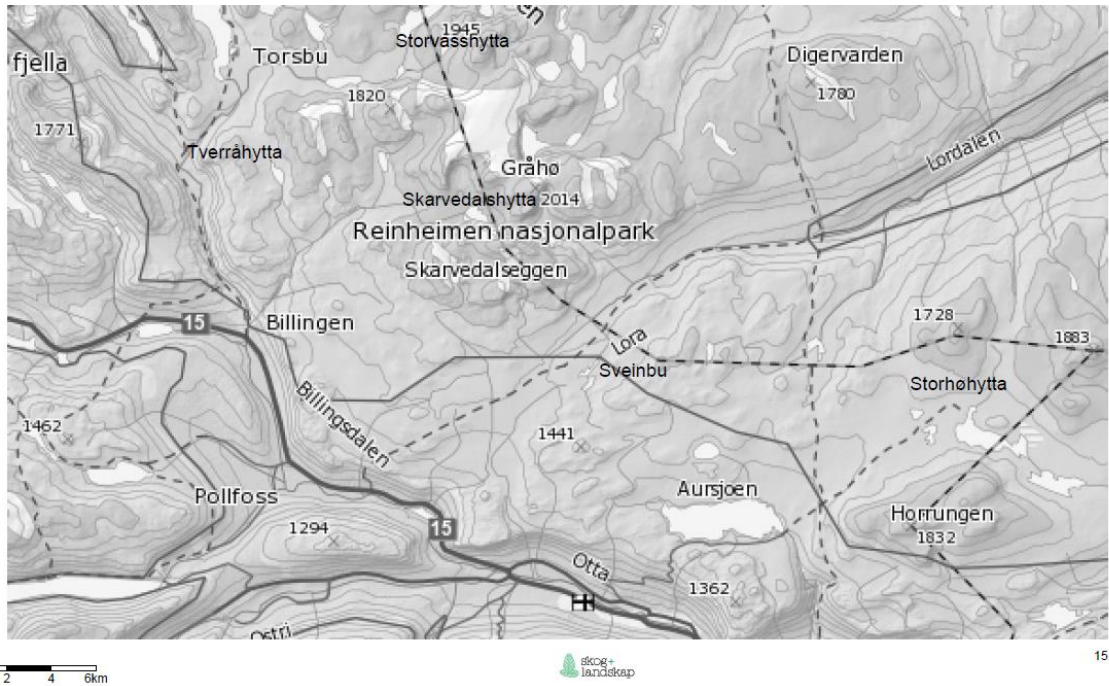 1945
en
Storvasshytta
fjella
Torsbu
Digervarden
1820
1780
1771
Tverråhytta
Lordalen
Gråhø
Skarvedalshytta 2014
Reinheimen nasjonalpark
Skarvedalseggen
15
Billingen
1728
Lora
1883
Sveinbu
Storhøhytta
Billingsdalen
1462
1441
Pollfoss
Aursjoen
Horrungen
1294
15
1832
Otta
1362
Ostri
2 4 6km
skog+
landskap
15